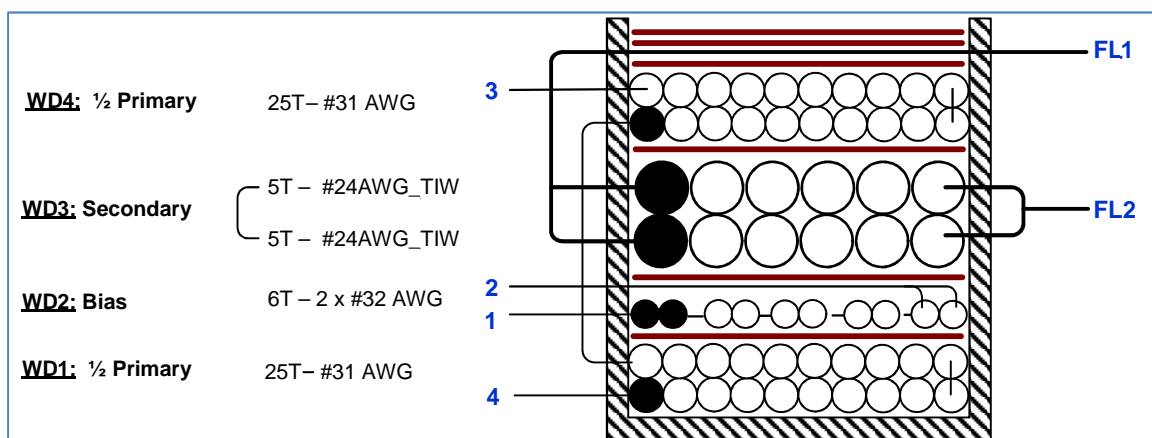 FL1
3
WD4: ½ Primary 25T– #31 AWG
5T – #24AWG_TIW
WD3: Secondary
FL2
5T – #24AWG_TIW
2
WD2: Bias 6T – 2 x #32 AWG
1
WD1: ½ Primary 25T– #31 AWG
4